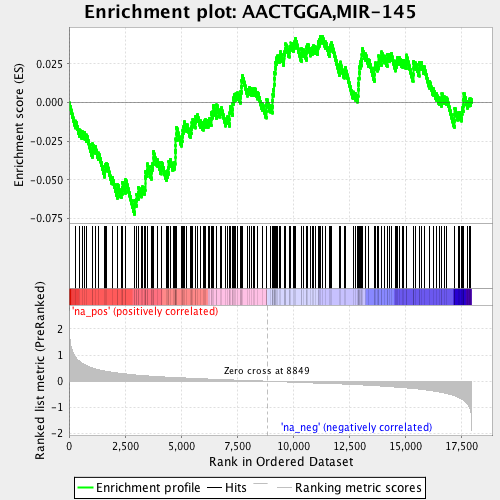 Enrichment plot: AACTGGA,MIR-145
Enrichment score (ES)
0.025
0.000
-0.025
-0.050
-0.075
'na_pos' (positively correlated)
Ranked list metric (PreRanked)
2
1
0
-1
-2
Zero cross at 8849
'na_neg' (negatively correlated)
0
2,500
5,000
7,500
10,000
12,500
15,000
17,500
Rank in Ordered Dataset
Enrichment profile
Hits
Ranking metric scores